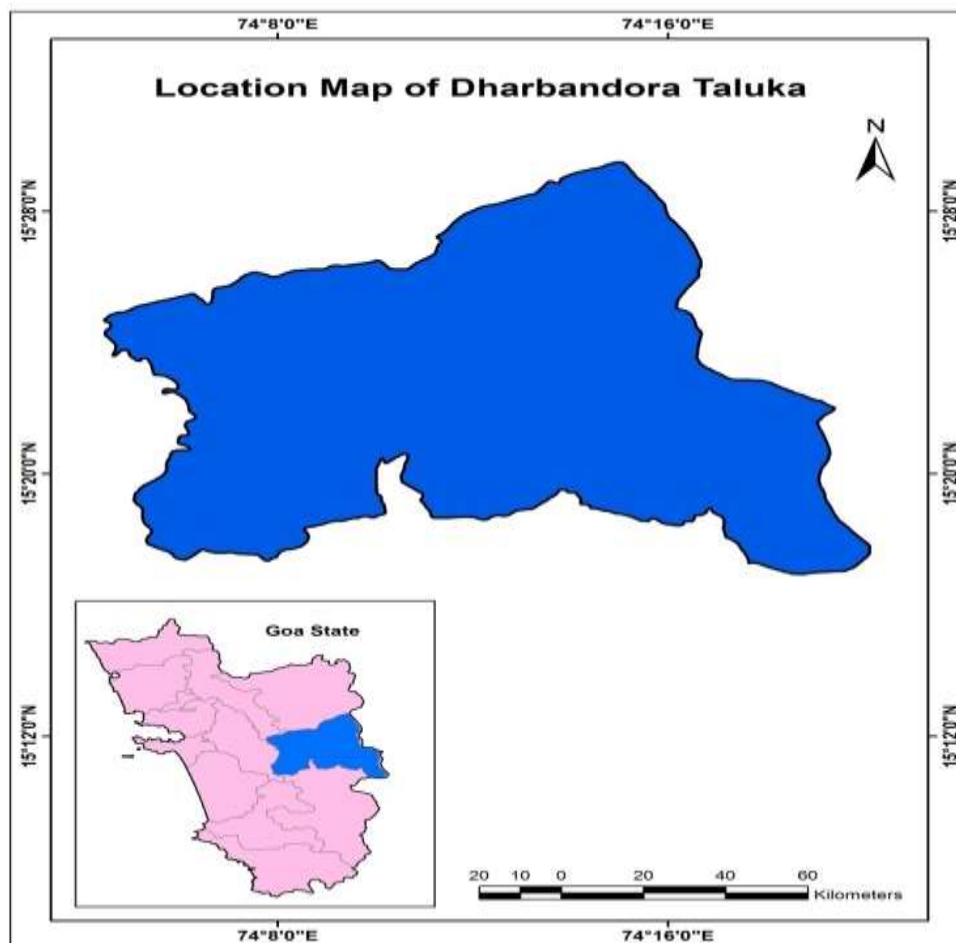 74°8'0"E 74°16'0"E
Location Map of Dharbandora Taluka
N
15°28'0"N 15°28'0"N
15°20'0"N 15°20'0"N
Goa State
15°12'0"N 15°12'0"N
20 10 0 20 40 60
Kilometers
74°8'0"E 74°16'0"E